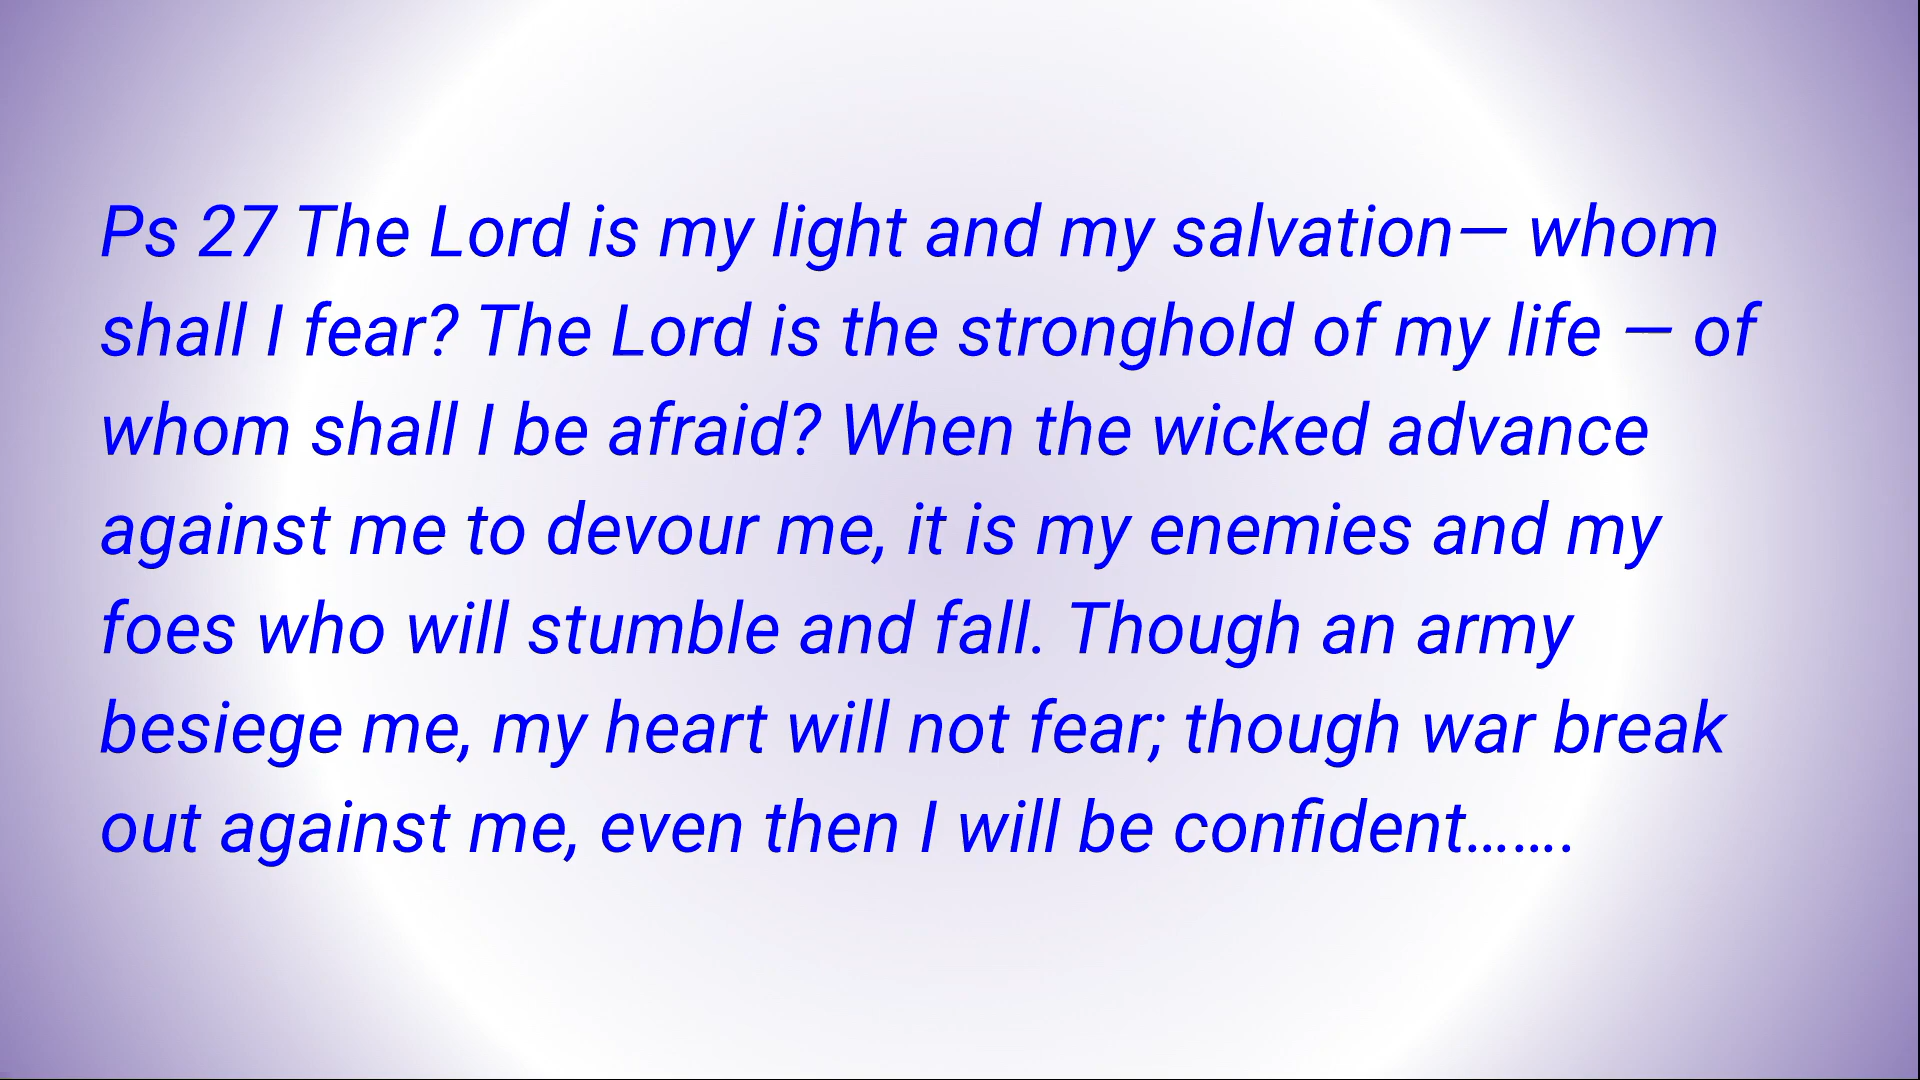 Ps 27 The Lord is my light and my salvation— whom
shall I fear? The Lord is the stronghold of my life — of
whom shall I be afraid? When the wicked advance
against me to devour me, it is my enemies and my
foes who will stumble and fall. Though an army
besiege me, my heart will not fear; though war break
out against me, even then I will be confident…….